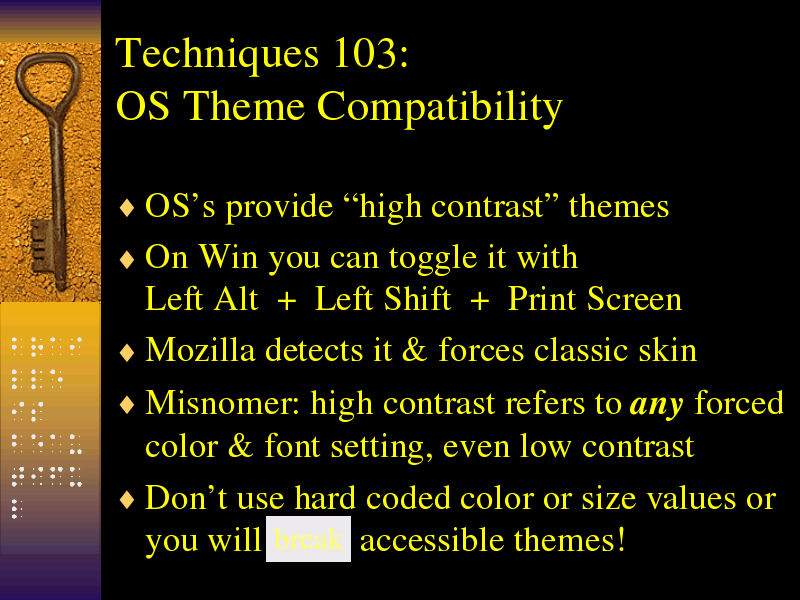 Techniques 103:
OS Theme Compatibility
♦ OS’s provide “high contrast” themes
♦ On Win you can toggle it with
Left Alt + Left Shift + Print Screen
♦ Mozilla detects it & forces classic skin
♦ Misnomer: high contrast refers to any forced
color & font setting, even low contrast
♦ Don’t use hard coded color or size values or
you will break accessible themes!